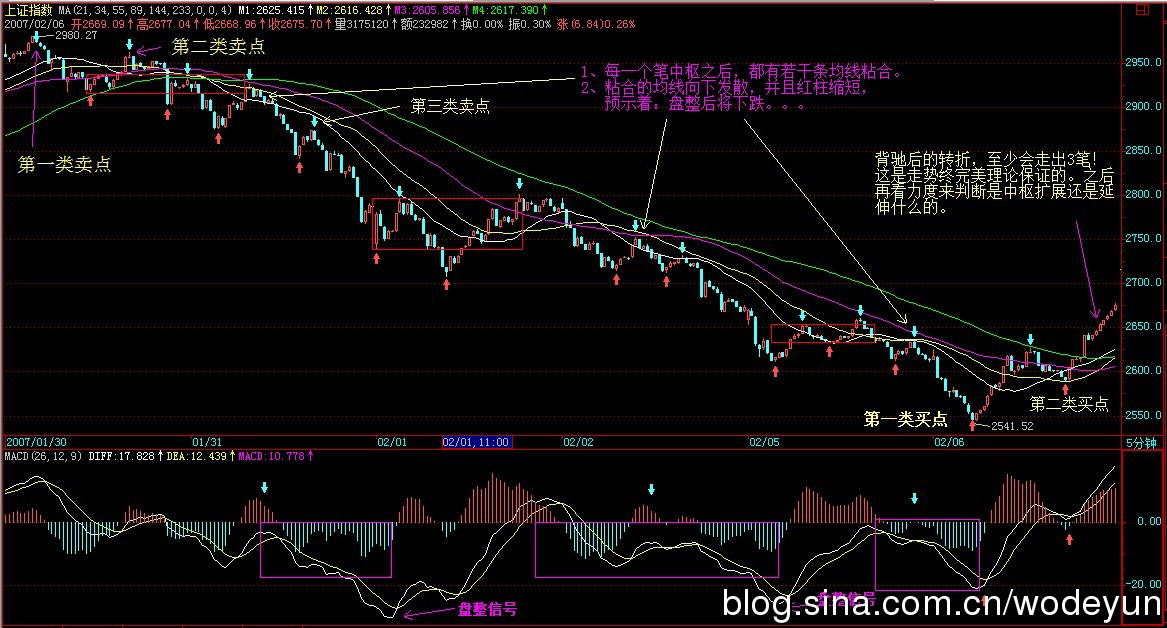 上证指数 MA(21,34,55,89,144,233,0,0,4) M1:2625.415↑M2:2616.428↑M3:2605.856↑M4:2617.390↑
2007/02/06 开2669.09↑高2677.04↑低2668.96↑收2675.70↑量3175120↑额232982↑换0.00% 振0.30% 涨(6.84)0.26%
2980.27
第二类卖点
1、每一个笔中枢之后，都有若干条均线粘合。
2、粘合的均线向下发散，并且红柱缩短，
预示着：盘整后将下跌。。。
第三类卖点
第一类卖点
背驰后的转折，至少会走出3笔！
这是走势终完美理论保证的。之后
再看力度来判断是中枢扩展还是延
伸什么的。
2950.0
2900.0
2850.0
2800.0
2750.0
2700.0
2650.0
2600.0
2550.0
第一类买点
第二类买点
2541.52
2007/01/30 01/31 02/01 02/01,11:00 02/02 02/05 02/06 5分钟
MACD(26,12,9) DIFF:17.828↑DEA:12.439↑MACD:10.778↑
0.00
-20.00
盘整信号
盘整信号
blog.sina.com.cn/wodeyun